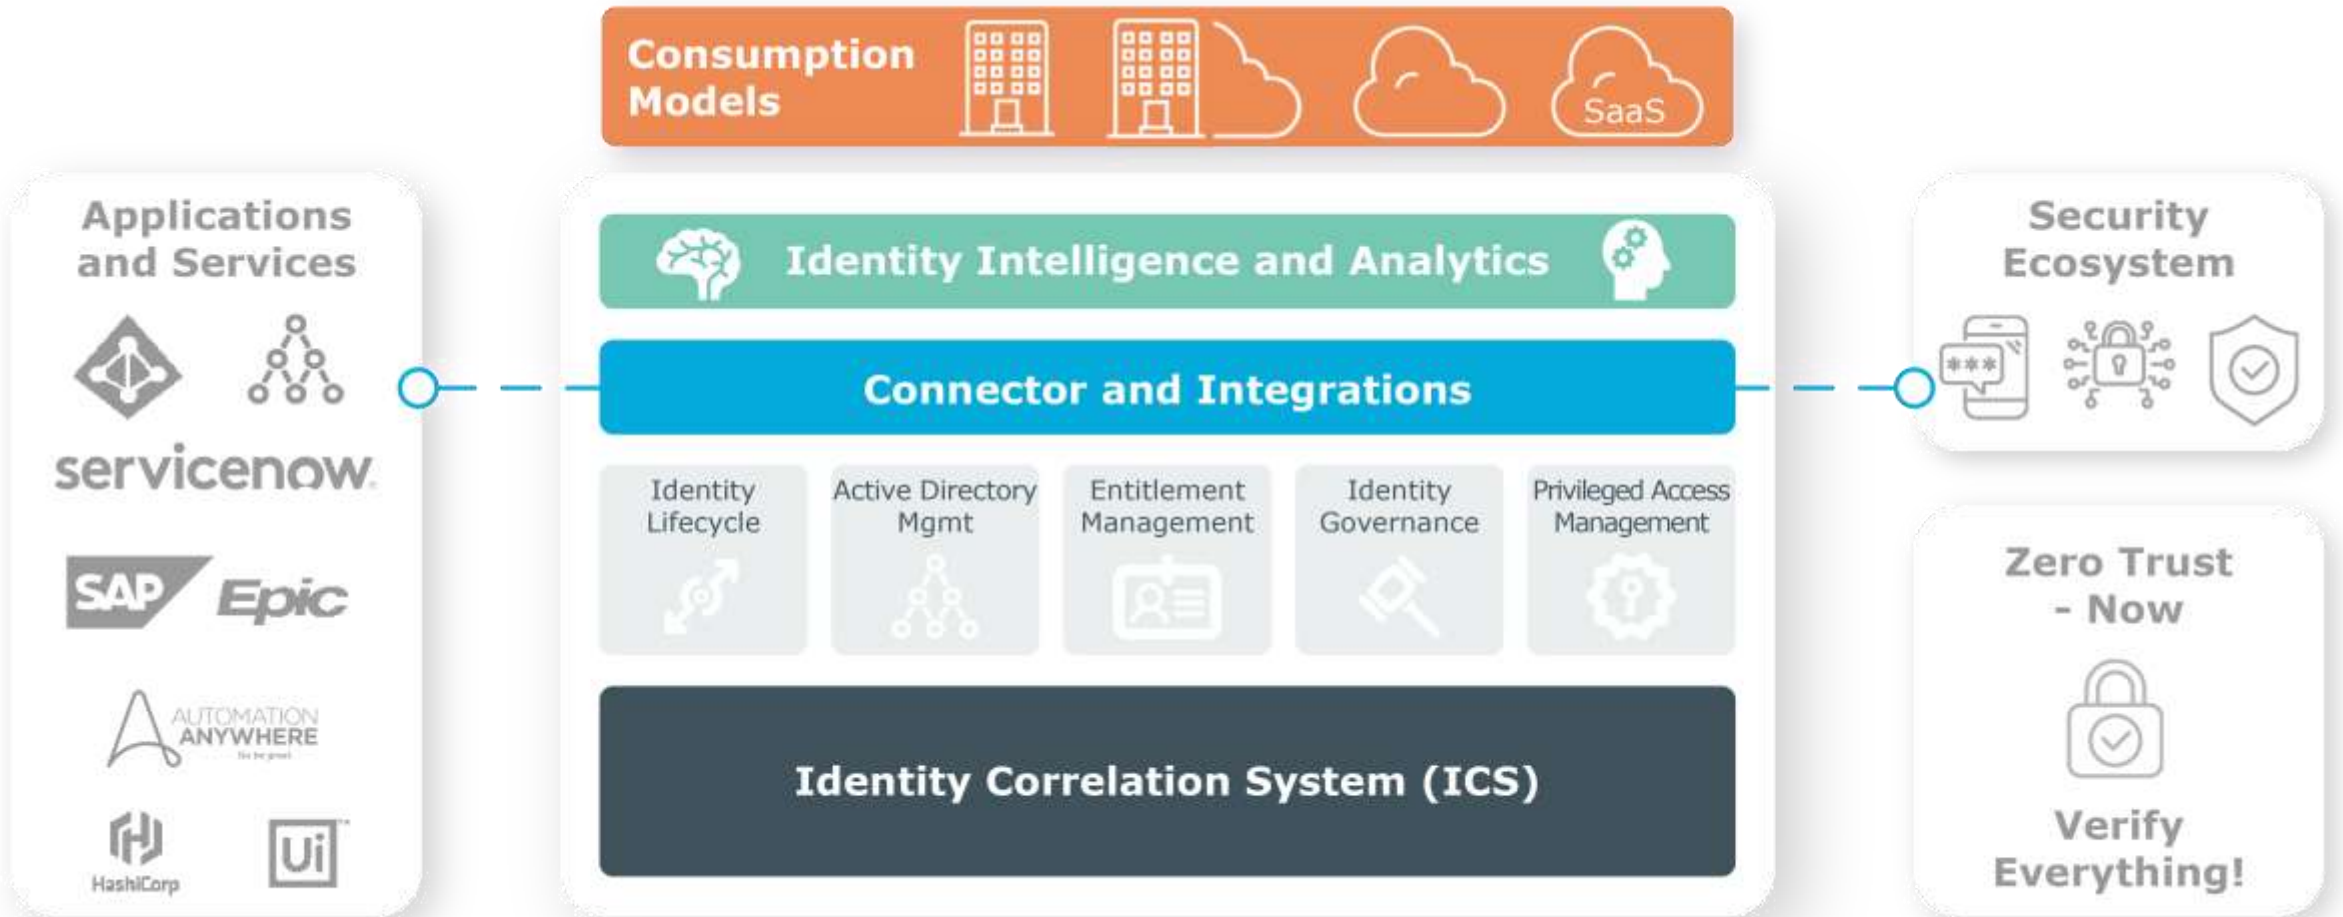 Consumption
Models
SaaS
Applications
and Services
servicenow
SAP
Epic
AUTOMATION
ANYWHERE
HashiCorp
Ui
Identity Intelligence and Analytics
Connector and Integrations
Identity
Lifecycle
Active Directory
Mgmt
Entitlement
Management
Identity
Governance
Privileged Access
Management
Identity Correlation System (ICS)
Security
Ecosystem
***
Zero Trust
- Now
Verify
Everything!